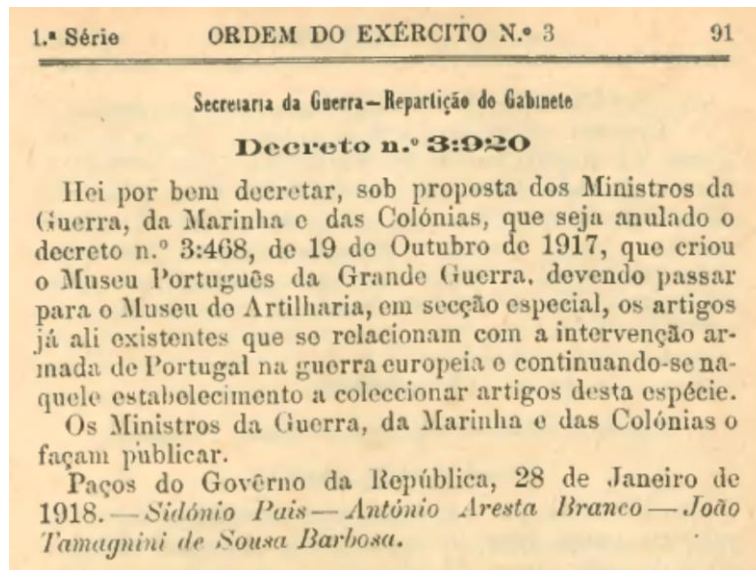 1.ª Série ORDEM DO EXÉRCITO N.º 3 91
Secretaria da Guerra—Repartição do Gabinete
Decreto n.º 3:920
Hei por bem decretar, sob proposta dos Ministros da
Guerra, da Marinha e das Colónias, que seja anulado o
decreto n.º 3:468, de 19 de Outubro de 1917, que criou
o Museu Português da Grande Guerra, devendo passar
para o Museu de Artilharia, em secção especial, os artigos
já ali existentes que se relacionam com a intervenção ar-
mada de Portugal na guerra europeia e continuando-se na-
quele estabelecimento a coleccionar artigos desta espécie.
Os Ministros da Guerra, da Marinha e das Colónias o
façam publicar.
Paços do Govêrno da República, 28 de Janeiro de
1918.—Sidónio Pais—António Aresta Branco—João
Tamagnini de Sousa Barbosa.